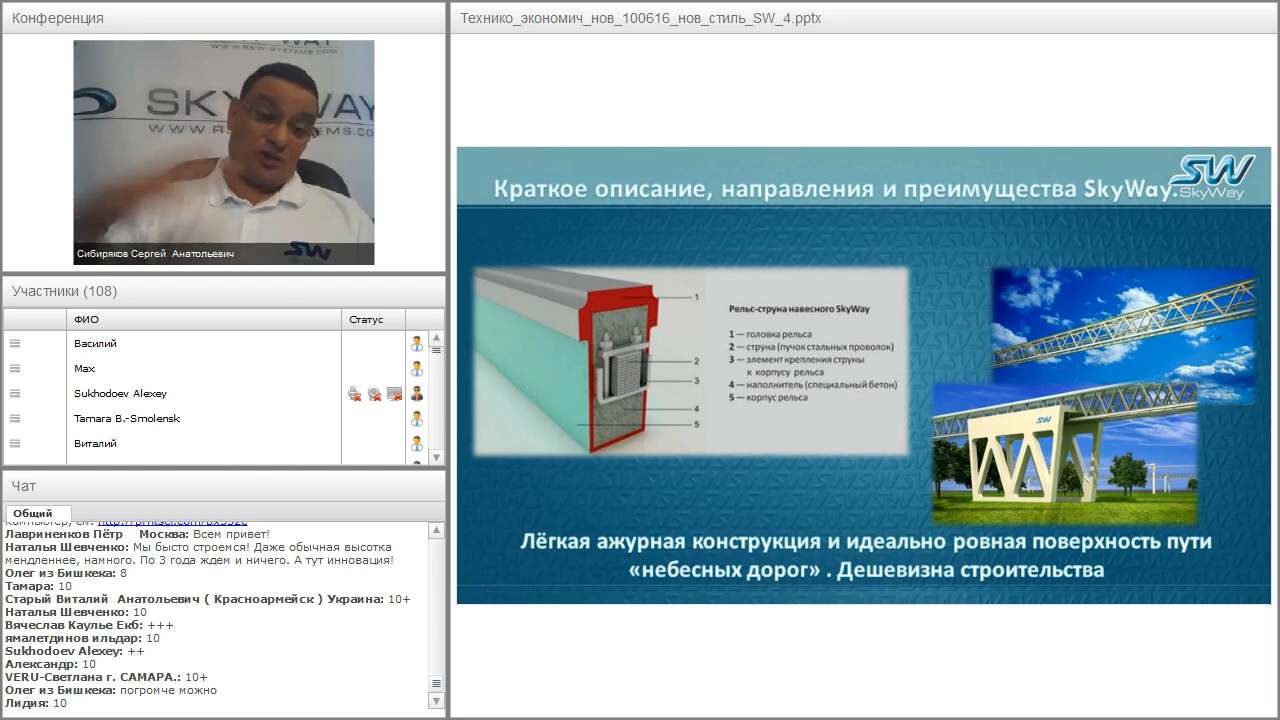 Конференция
WWW.RSW-SYSTEMS.COM
SKYWAY
Сибиряков Сергей Анатольевич
SW
Участники (108)
ФИО
Статус
Василий
Max
Sukhodoev Alexey
Tamara B.-Smolensk
Виталий
Чат
Общий
Лавриненков Пётр Москва: Всем привет!
Наталья Шевченко: Мы бысто строемся! Даже обычная высотка
мендленнее, намного. По 3 года ждем и ничего. А тут инновация!
Олег из Бишкека: 8
Тамара: 10
Старый Виталий Анатольевич ( Красноармейск ) Украина: 10+
Наталья Шевченко: 10
Вячеслав Каулье Екб: +++
ямалетдинов ильдар: 10
Sukhodoev Alexey: ++
Александр: 10
VERU-Светлана г. САМАРА.: 10+
Олег из Бишкека: погромче можно
Лидия: 10
Технико_экономич_нов_100616_нов_стиль_SW_4.pptx
SW
SkyWay
Краткое описание, направления и преимущества SkyWay.
1
2
3
4
5
Рельс-струна навесного SkyWay
1 — головка рельса
2 — струна (пучок стальных проволок)
3 — элемент крепления струны
к корпусу рельса
4 — наполнитель (специальный бетон)
5 — корпус рельса
SW
Лёгкая ажурная конструкция и идеально ровная поверхность пути
«небесных дорог» . Дешевизна строительства